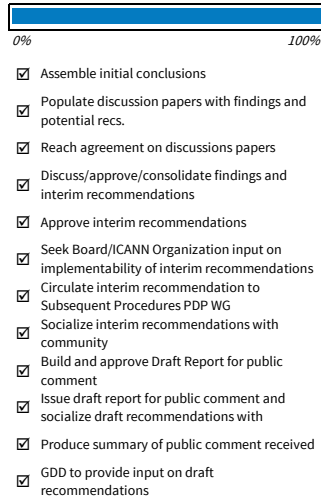 0% 100%
☑ Assemble initial conclusions
☑ Populate discussion papers with findings and
potential recs.
☑ Reach agreement on discussions papers
☑ Discuss/approve/consolidate findings and
interim recommendations
☑ Approve interim recommendations
☑ Seek Board/ICANN Organization input on
implementability of interim recommendations
☑ Circulate interim recommendation to
Subsequent Procedures PDP WG
☑ Socialize interim recommendations with
community
☑ Build and approve Draft Report for public
comment
☑ Issue draft report for public comment and
socialize draft recommendations with
☑ Produce summary of public comment received
☑ GDD to provide input on draft
recommendations